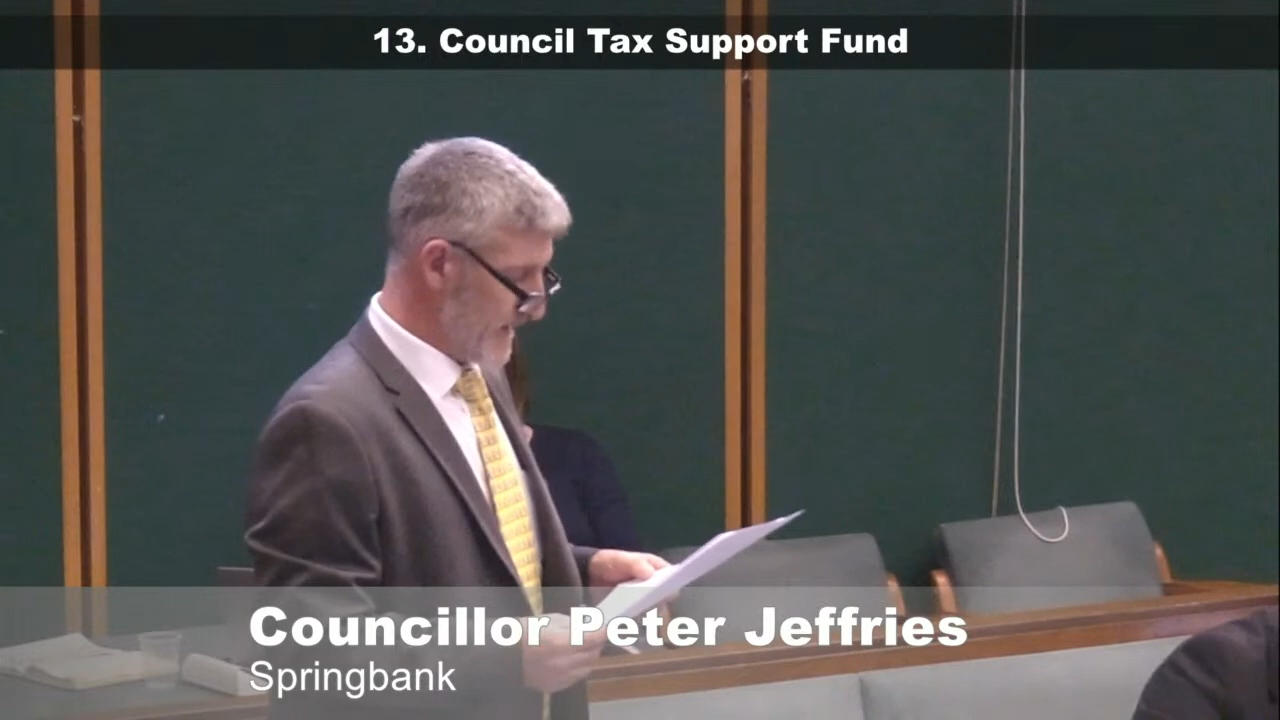 13. Council Tax Support Fund
Councillor Peter Jeffries
Springbank